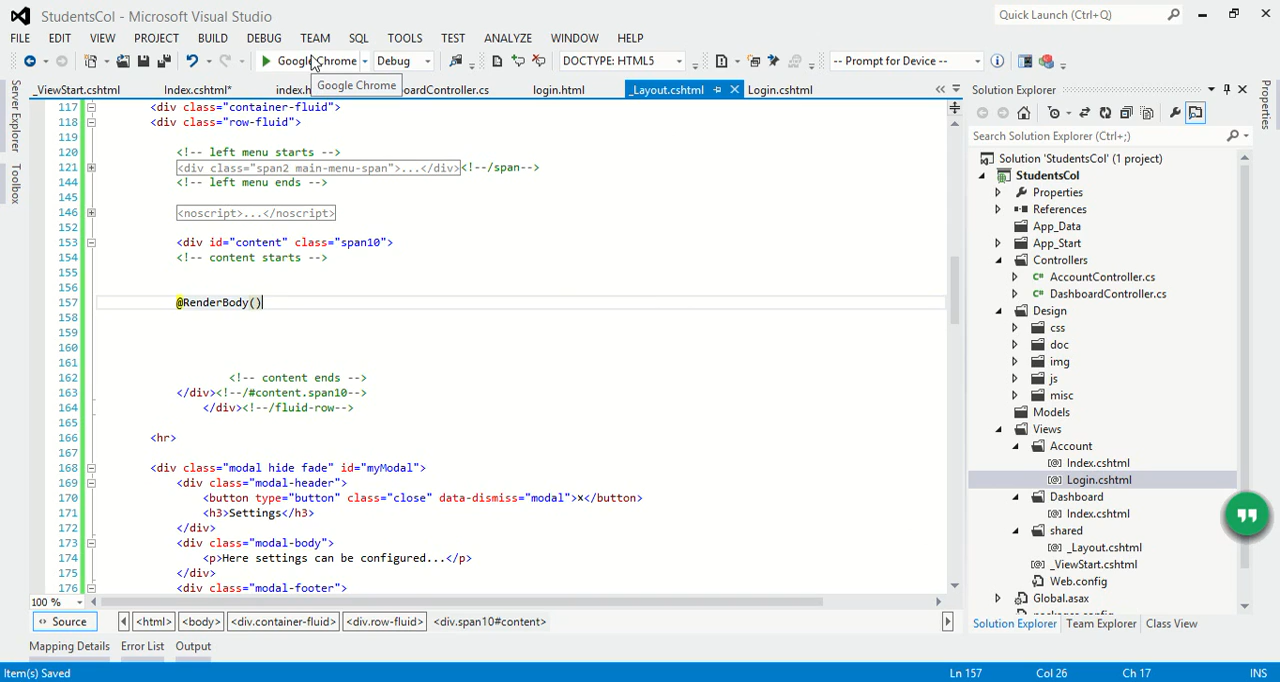 StudentsCol - Microsoft Visual Studio
Quick Launch (Ctrl+Q)
FILE EDIT VIEW PROJECT BUILD DEBUG TEAM SQL TOOLS TEST ANALYZE WINDOW HELP
Google Chrome Debug DOCTYPE: HTML5 -- Prompt for Device --
Google Chrome
_ViewStart.cshtml Index.cshtml* index.h oardController.cs login.html _Layout.cshtml Login.cshtml
Server Explorer
Toolbox
117 <div class="container-fluid">
118 <div class="row-fluid">
119
120 <!-- left menu starts -->
121 <div class="span2 main-menu-span">...</div><!--/span-->
144 <!-- left menu ends -->
145
146 <noscript>...</noscript>
152
153 <div id="content" class="span10">
154 <!-- content starts -->
155
156
157 @RenderBody()
158
159
160
161
162 <!-- content ends -->
163 </div><!--/#content.span10-->
164 </div><!--/fluid-row-->
165
166 <hr>
167
168 <div class="modal hide fade" id="myModal">
169 <div class="modal-header">
170 <button type="button" class="close" data-dismiss="modal">×</button>
171 <h3>Settings</h3>
172 </div>
173 <div class="modal-body">
174 <p>Here settings can be configured...</p>
175 </div>
176 <div class="modal-footer">
100 %
Source <html> <body> <div.container-fluid> <div.row-fluid> <div.span10#content>
Mapping Details Error List Output
Solution Explorer
Search Solution Explorer (Ctrl+;)
Solution 'StudentsCol' (1 project)
StudentsCol
Properties
References
App_Data
App_Start
Controllers
AccountController.cs
DashboardController.cs
Design
css
doc
img
js
misc
Models
Views
Account
Index.cshtml
Login.cshtml
Dashboard
Index.cshtml
shared
_Layout.cshtml
_ViewStart.cshtml
Web.config
Global.asax
Solution Explorer Team Explorer Class View
Properties
Item(s) Saved Ln 157 Col 26 Ch 17 INS